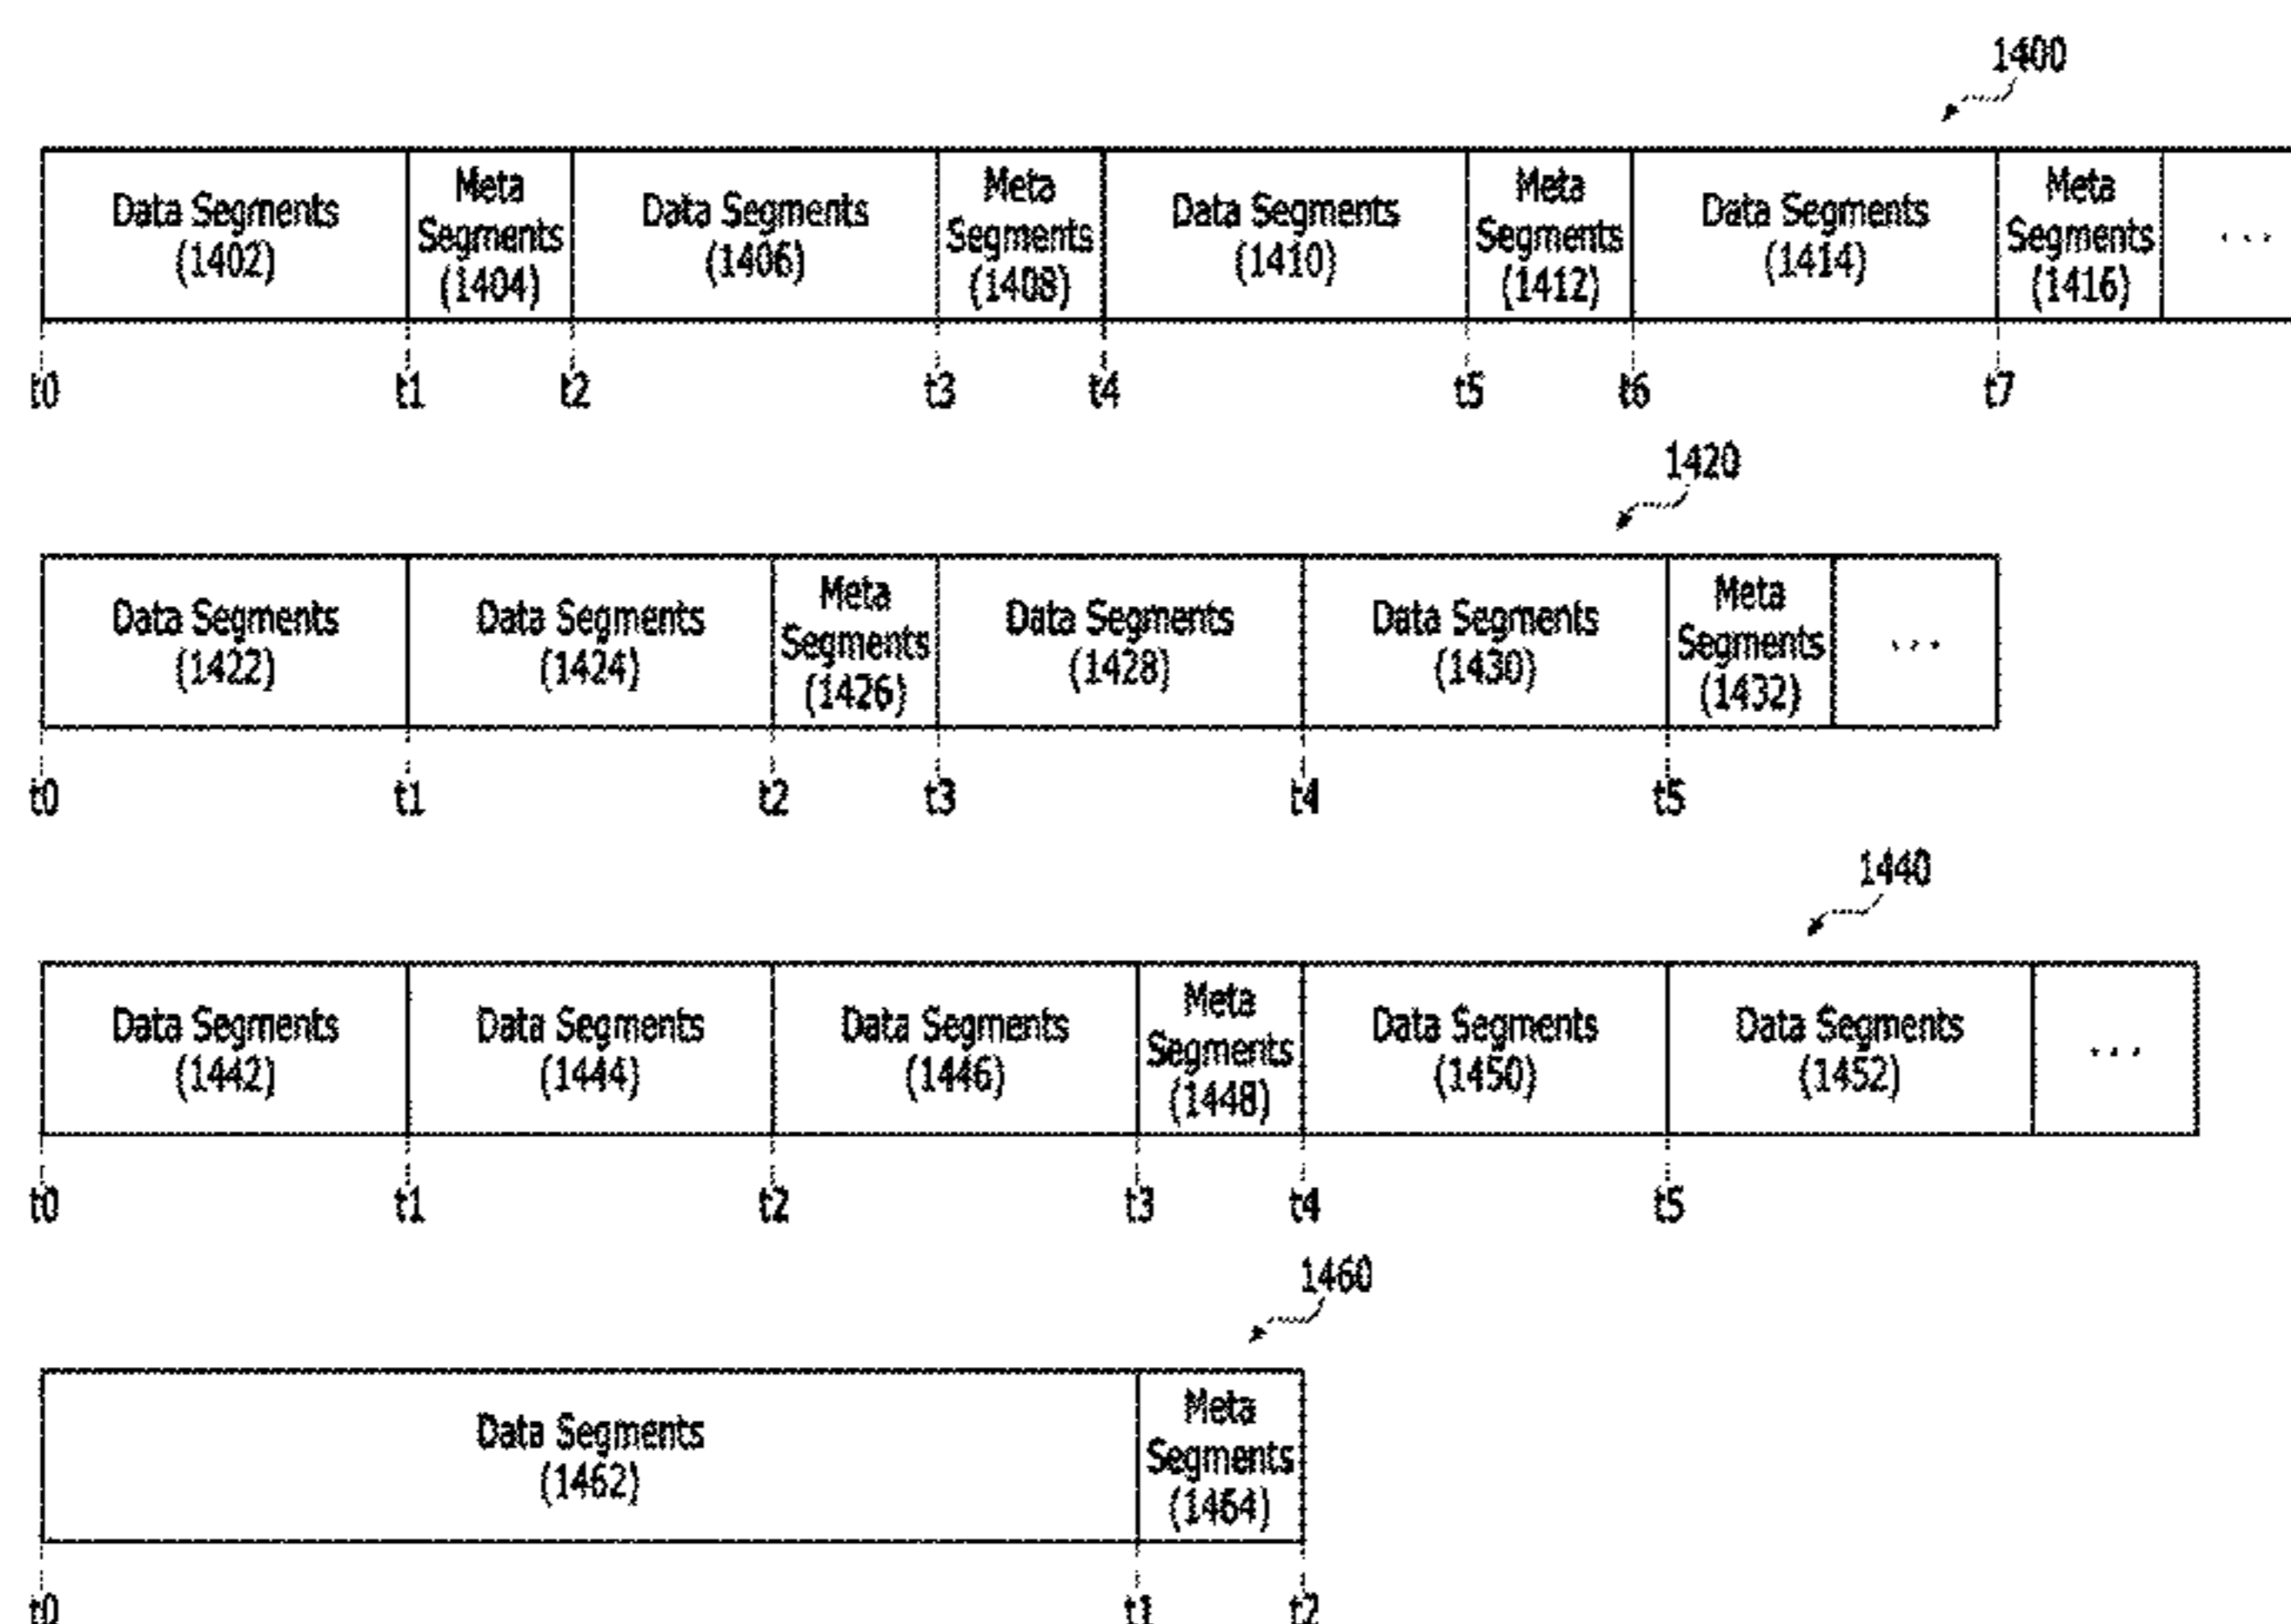 1400
Data Segments
(1402)
Meta
Segments
(1404)
Data Segments
(1406)
Meta
Segments
(1408)
Data Segments
(1410)
Meta
Segments
(1412)
Data Segments
(1414)
Meta
Segments
(1416)
...
t0 t1 t2 t3 t4 t5 t6 t7
1420
Data Segments
(1422)
Data Segments
(1424)
Meta
Segments
(1426)
Data Segments
(1428)
Data Segments
(1430)
Meta
Segments
(1432)
...
t0 t1 t2 t3 t4 t5
1440
Data Segments
(1442)
Data Segments
(1444)
Data Segments
(1446)
Meta
Segments
(1448)
Data Segments
(1450)
Data Segments
(1452)
...
t0 t1 t2 t3 t4 t5
1460
Data Segments
(1462)
Meta
Segments
(1464)
t0 t1 t2